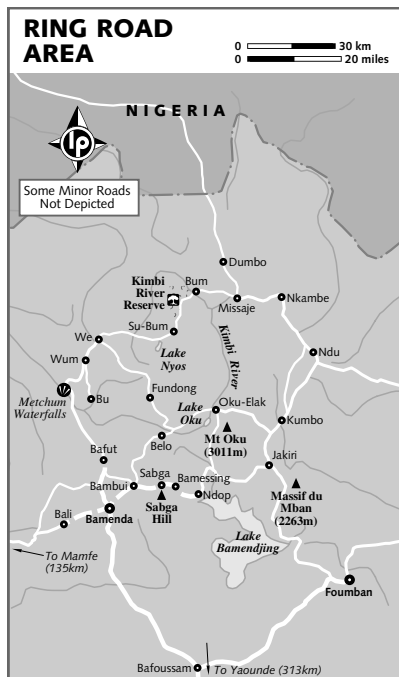 RING ROAD
AREA
0 30 km
0 20 miles
NIGERIA
lp
Some Minor Roads
Not Depicted
Dumbo
Kimbi
River
Reserve
Bum
Missaje
Nkambe
Su-Bum
Kimbi River
We
Lake
Nyos
Ndu
Wum
Metchum
Waterfalls
Bu
Fundong
Lake
Oku
Oku-Elak
Kumbo
Mt Oku
(3011m)
Belo
Bafut
Jakiri
Bambui
Sabga
Bamessing
Ndop
Massif du
Mban
(2263m)
Sabga
Hill
Bali
Bamenda
Lake
Bamendjing
To Mamfe
(135km)
Foumban
Bafoussam
To Yaounde (313km)